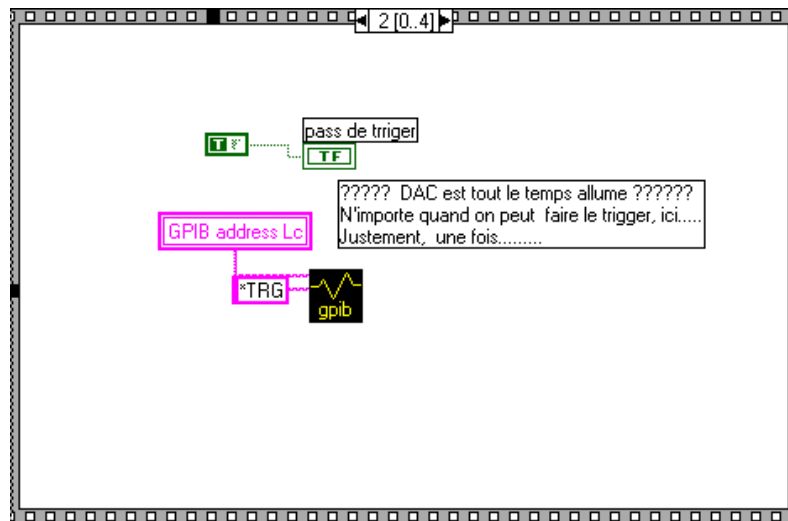 2 [0..4]
pass de trriger
T
TF
????? DAC est tout le temps allume ??????
N'importe quand on peut faire le trigger, ici.....
Justement, une fois.........
GPIB address Lc
*TRG
gpib